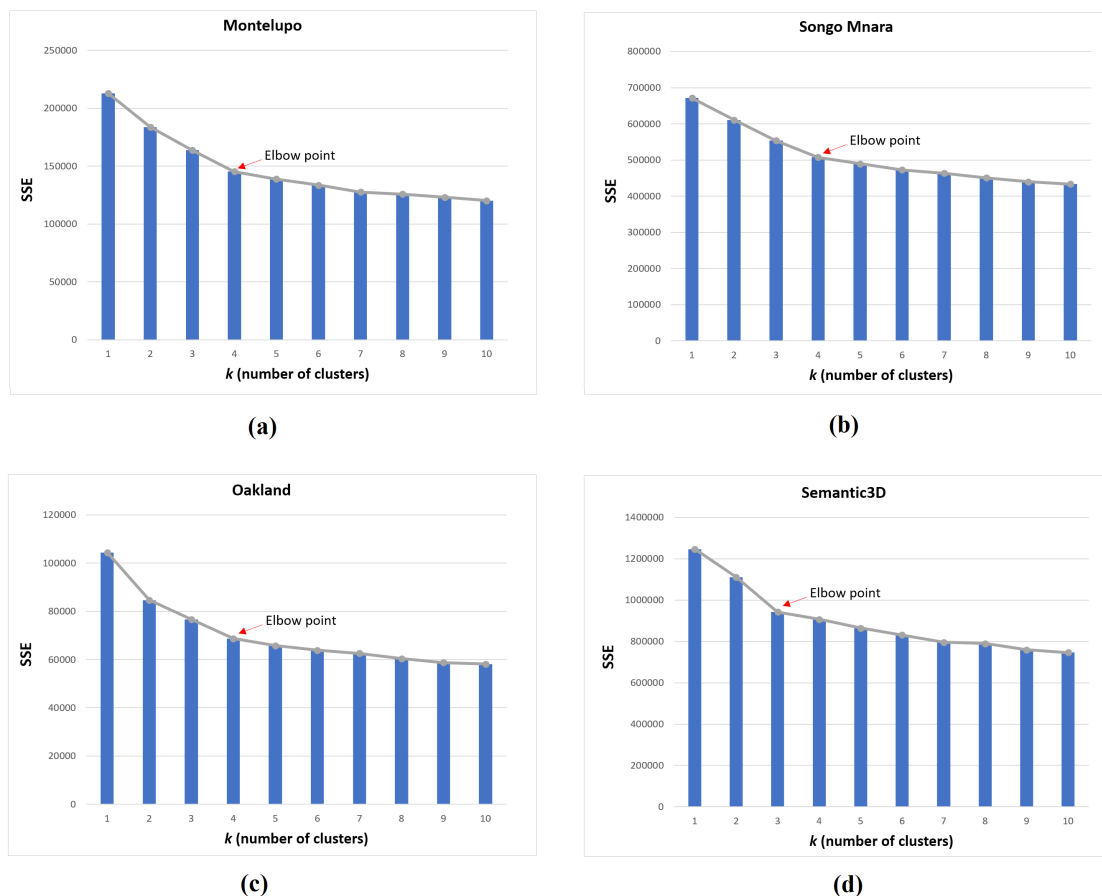 Montelupo
250000
200000
150000
100000
50000
0
SSE
Elbow point
1 2 3 4 5 6 7 8 9 10
k (number of clusters)
(a)
Songo Mnara
800000
700000
600000
500000
400000
300000
200000
100000
0
SSE
Elbow point
1 2 3 4 5 6 7 8 9 10
k (number of clusters)
(b)
Oakland
120000
100000
80000
60000
40000
20000
0
SSE
Elbow point
1 2 3 4 5 6 7 8 9 10
k (number of clusters)
(c)
Semantic3D
1400000
1200000
1000000
800000
600000
400000
200000
0
SSE
Elbow point
1 2 3 4 5 6 7 8 9 10
k (number of clusters)
(d)